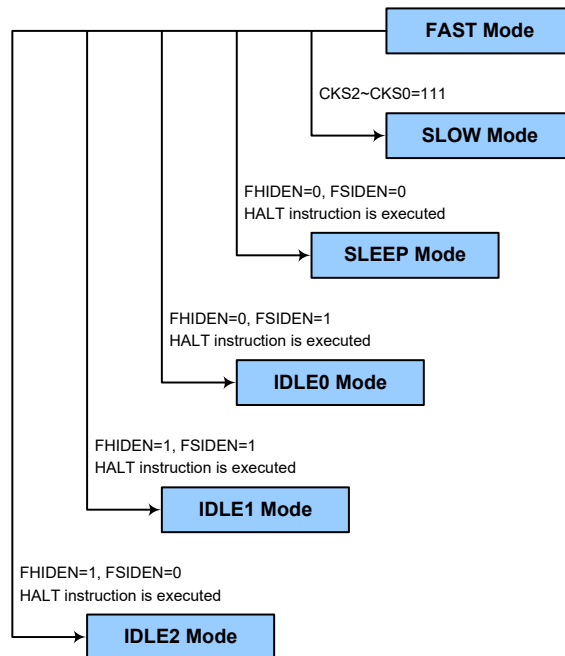 FAST Mode
CKS2~CKS0=111
SLOW Mode
FHIDEN=0, FSIDEN=0
HALT instruction is executed
SLEEP Mode
FHIDEN=0, FSIDEN=1
HALT instruction is executed
IDLE0 Mode
FHIDEN=1, FSIDEN=1
HALT instruction is executed
IDLE1 Mode
FHIDEN=1, FSIDEN=0
HALT instruction is executed
IDLE2 Mode